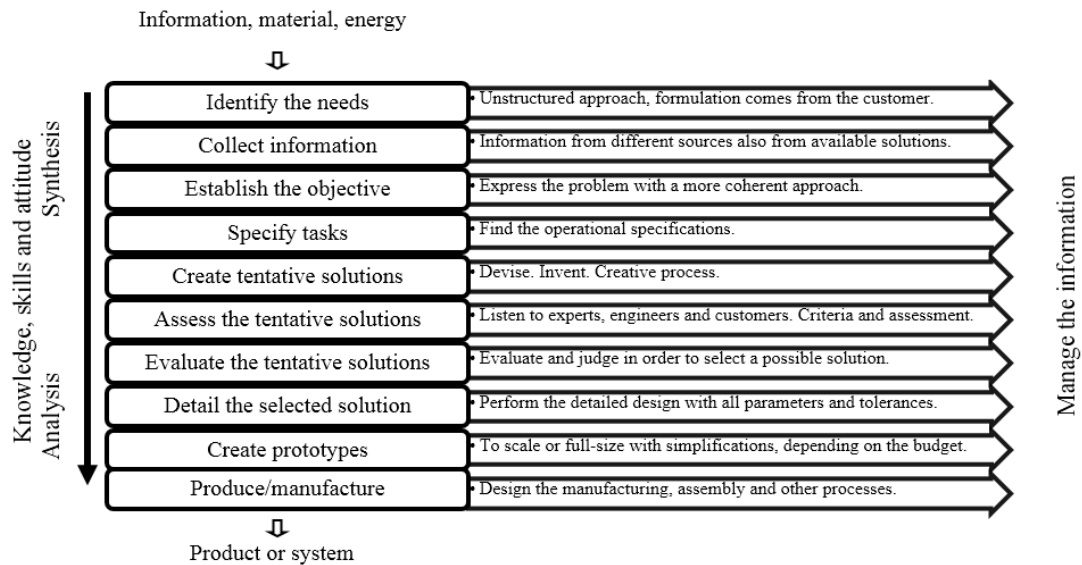 Information, material, energy
Knowledge, skills and attitude
Synthesis
Analysis
Identify the needs
• Unstructured approach, formulation comes from the customer.
Collect information
• Information from different sources also from available solutions.
Establish the objective
• Express the problem with a more coherent approach.
Specify tasks
• Find the operational specifications.
Create tentative solutions
• Devise. Invent. Creative process.
Assess the tentative solutions
• Listen to experts, engineers and customers. Criteria and assessment.
Evaluate the tentative solutions
• Evaluate and judge in order to select a possible solution.
Detail the selected solution
• Perform the detailed design with all parameters and tolerances.
Create prototypes
• To scale or full-size with simplifications, depending on the budget.
Produce/manufacture
• Design the manufacturing, assembly and other processes.
Manage the information
Product or system